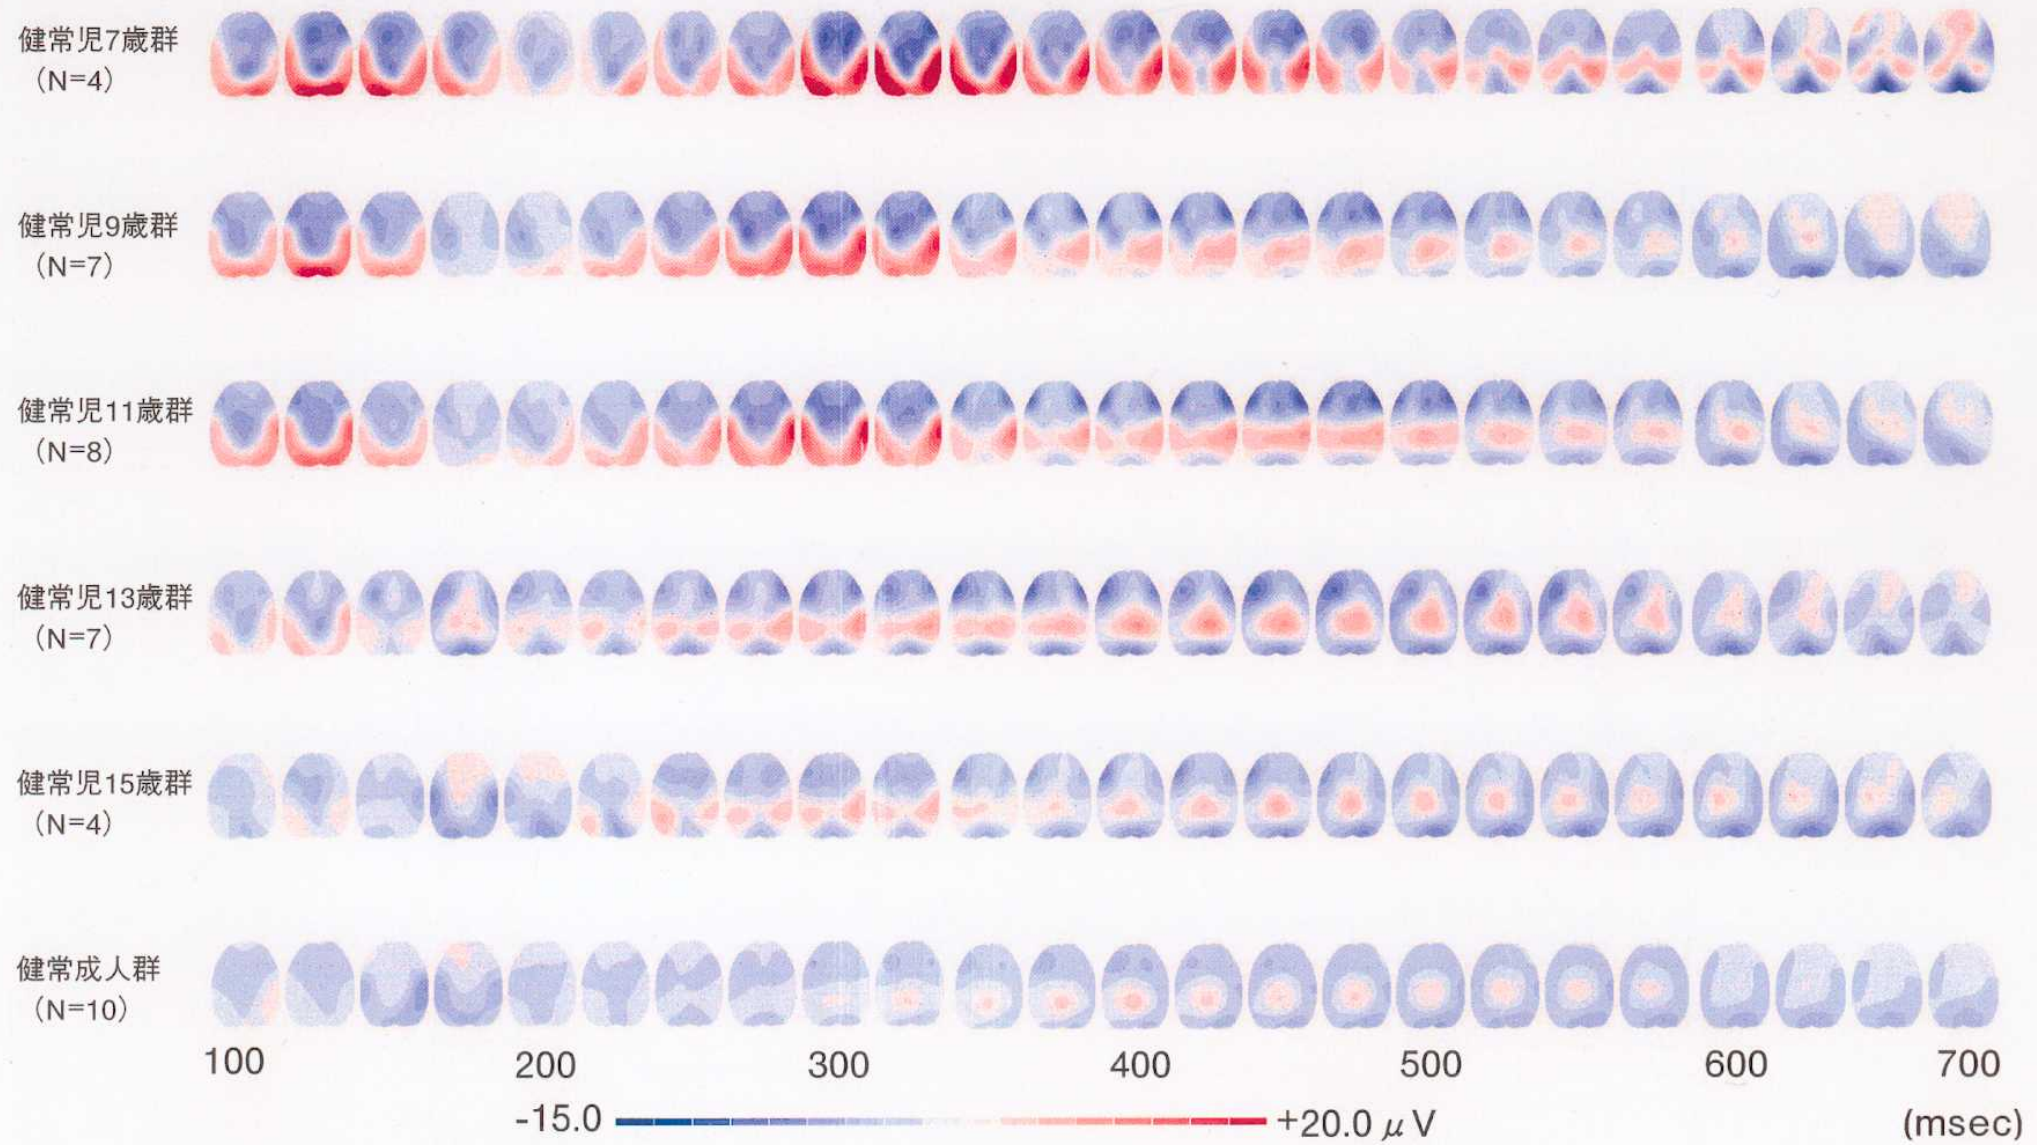 健常児7歳群
（N=4）
健常児9歳群
（N=7）
健常児11歳群
（N=8）
健常児13歳群
（N=7）
健常児15歳群
（N=4）
健常成人群
（N=10）
100 200 300 400 500 600 700
-15.0 +20.0 μV (msec)